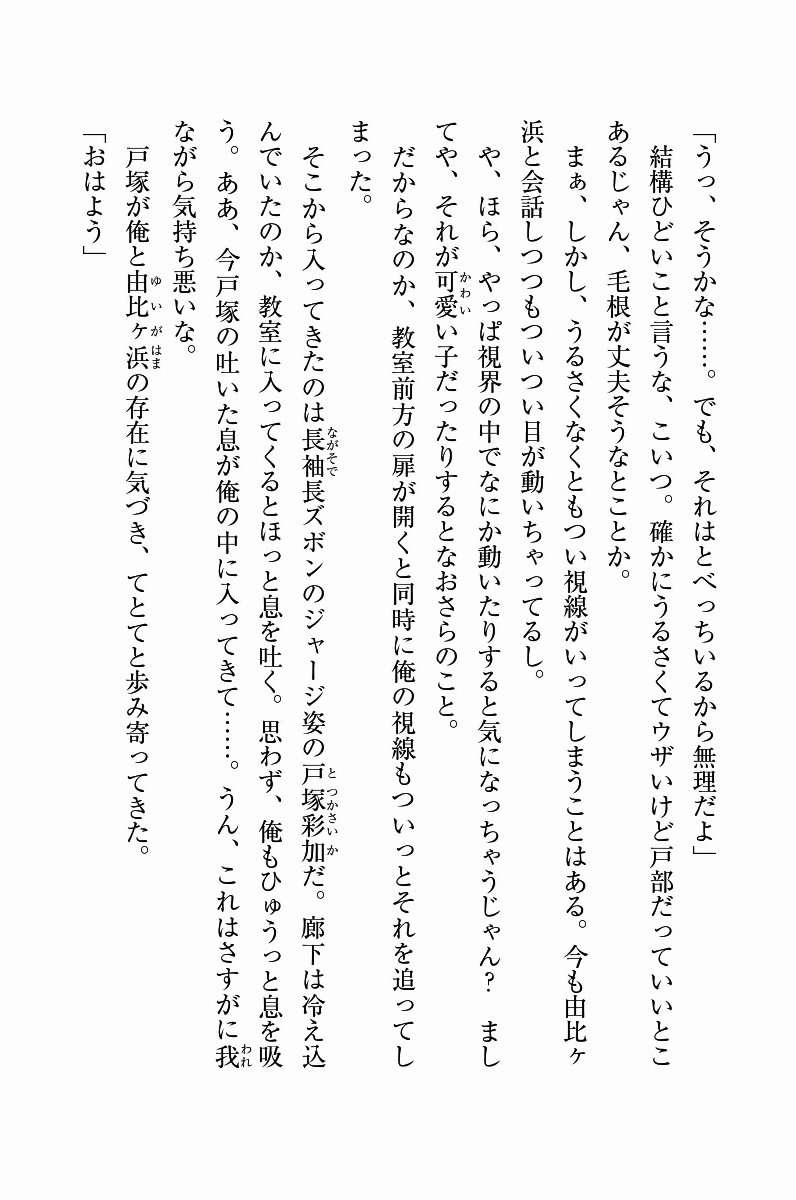 「うっ、そうかな……。でも、それはとべっちいるから無理だよ」
　結構ひどいこと言うな、こいつ。確かにうるさくてウザいけど戸部だっていいとこ
あるじゃん、毛根が丈夫そうなとことか。
　まぁ、しかし、うるさくなくともつい視線がいってしまうことはある。今も由比ヶ
浜と会話しつつもついつい目が動いちゃってるし。
　や、ほら、やっぱ視界の中でなにか動いたりすると気になっちゃうじゃん？　まし
てや、それが可愛い子だったりするとなおさらのこと。
　だからなのか、教室前方の扉が開くと同時に俺の視線もついっとそれを追ってし
まった。
　そこから入ってきたのは長袖長ズボンのジャージ姿の戸塚彩加だ。廊下は冷え込
んでいたのか、教室に入ってくるとほっと息を吐く。思わず、俺もひゅうっと息を吸
う。ああ、今戸塚の吐いた息が俺の中に入ってきて……。うん、これはさすがに我
ながら気持ち悪いな。
　戸塚が俺と由比ヶ浜の存在に気づき、てとてと歩み寄ってきた。
「おはよう」